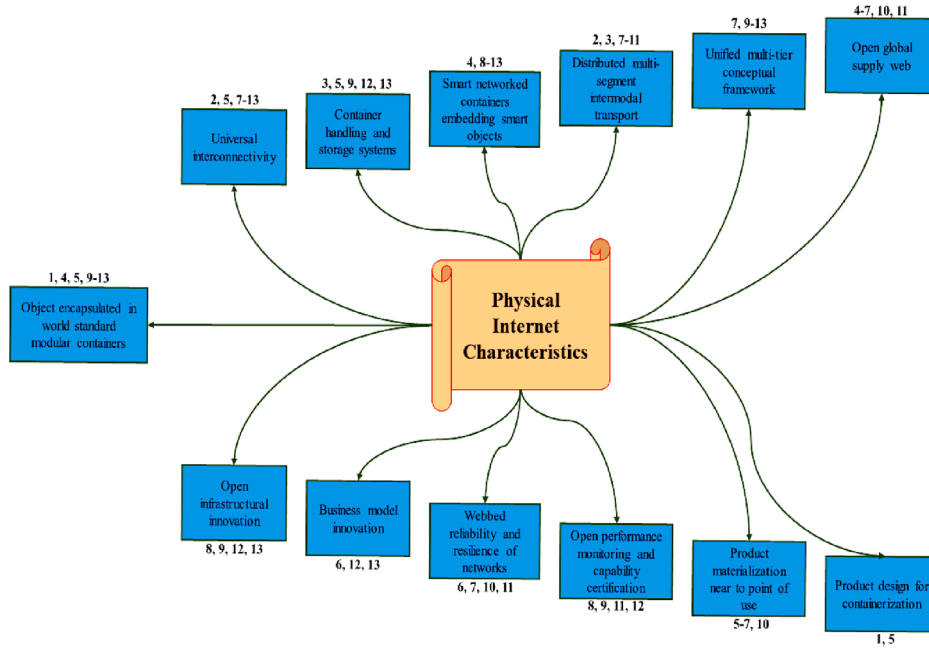 4-7, 10, 11
Open global
supply web
7, 9-13
Unified multi-tier
conceptual
framework
2, 3, 7-11
Distributed multi-
segment
intermodal
transport
4, 8-13
Smart networked
containers
embedding smart
objects
3, 5, 9, 12, 13
Container
handling and
storage systems
2, 5, 7-13
Universal
interconnectivity
1, 4, 5, 9-13
Object encapsulated in
world standard
modular containers
Physical
Internet
Characteristics
Open
infrastructural
innovation
8, 9, 12, 13
Business model
innovation
6, 12, 13
Webbed
reliability and
resilience of
networks
6, 7, 10, 11
Open performance
monitoring and
capability
certification
8, 9, 11, 12
Product
materialization
near to point of
use
5-7, 10
Product design for
containerization
1, 5